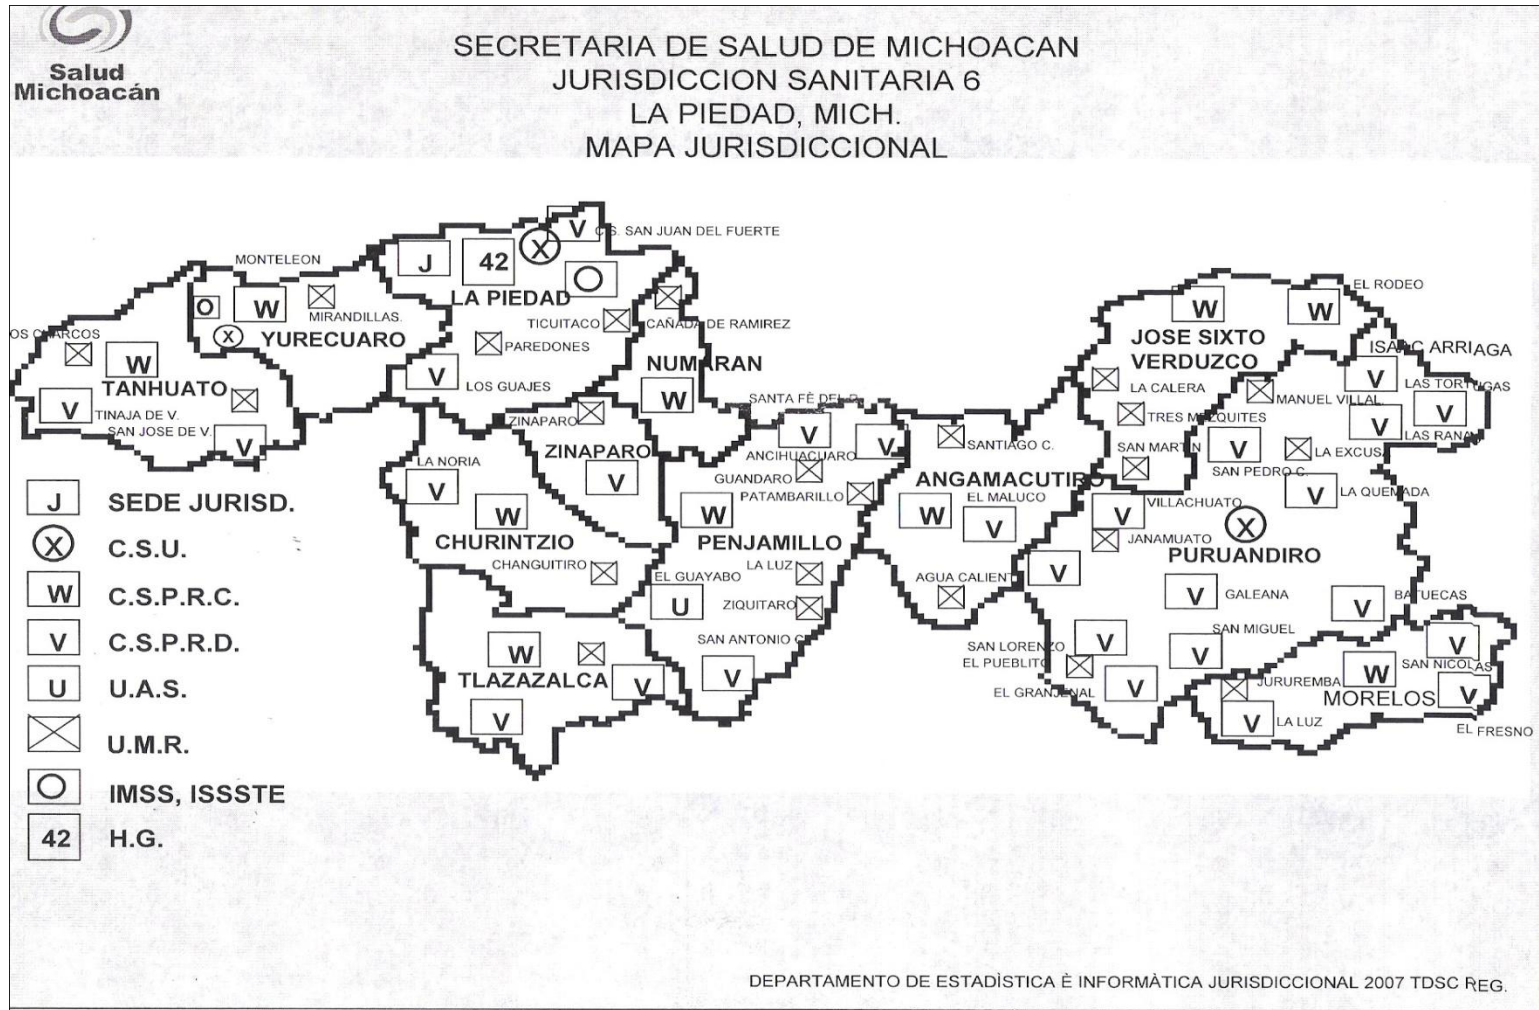 Salud
Michoacán
SECRETARIA DE SALUD DE MICHOACAN
JURISDICCION SANITARIA 6
LA PIEDAD, MICH.
MAPA JURISDICCIONAL
V
C.S. SAN JUAN DEL FUERTE
X
J
42
O
MONTELEON
LA PIEDAD
O
W
MIRANDILLAS.
TICUITACO
CAÑADA DE RAMIREZ
X
YURECUARO
PAREDONES
CHARCOS
W
TANHUATO
V
LOS GUAJES
NUMARAN
W
V
TINAJA DE V.
SAN JOSE DE V.
V
ZINAPARO
ZINAPARO
V
SANTA FÈ DEL
V
V
ANCIHUACUARO
GUANDARO
PATAMBARILLO
SANTIAGO C.
ANGAMACUTIRO
EL MALUCO
W
V
W
W
EL RODEO
JOSE SIXTO
VERDUZCO
ISAAC ARRIAGA
V
LAS TORTUGAS
LA CALERA
MANUEL VILLAL.
V
V
TRES MEZQUITES
LAS RANAS
V
SAN MARTIN
LA EXCUSA
SAN PEDRO C.
V
LA QUEMADA
V
VILLACHUATO
X
JANAMUATO
PURUANDIRO
LA NORIA
V
W
CHURINTZIO
CHANGUITIRO
W
PENJAMILLO
LA LUZ
EL GUAYABO
U
ZIQUITARO
SAN ANTONIO C
V
AGUA CALIENT
V
V
GALEANA
V
BATUECAS
SAN MIGUEL
V
V
SAN LORENZO
EL PUEBLITO
EL GRANJENAL
V
V
SAN NICOLAS
W
JURUREMBA
MORELOS
V
V
LA LUZ
EL FRESNO
W
TLAZAZALCA
V
V
J SEDE JURISD.
X C.S.U.
W C.S.P.R.C.
V C.S.P.R.D.
U U.A.S.
U.M.R.
O IMSS, ISSSTE
42 H.G.
DEPARTAMENTO DE ESTADÌSTICA È INFORMÀTICA JURISDICCIONAL 2007 TDSC REG.